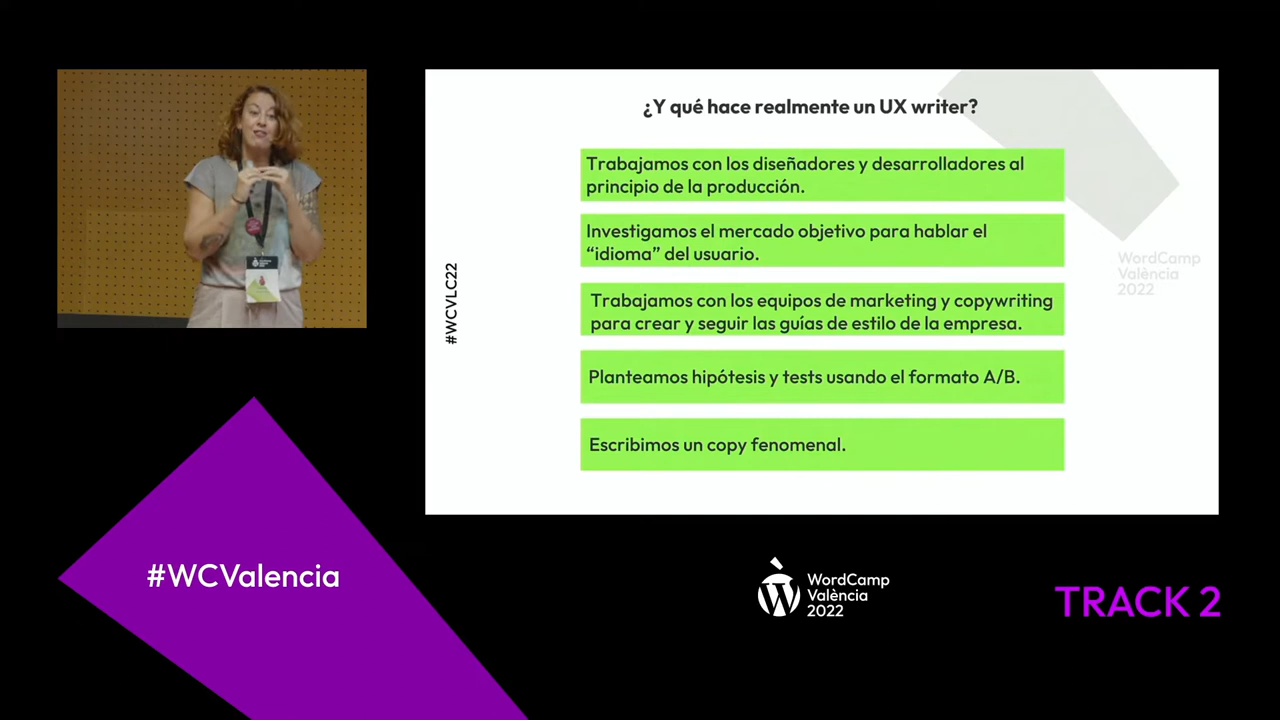 ¿Y qué hace realmente un UX writer?
Trabajamos con los diseñadores y desarrolladores al
principio de la producción.
Investigamos el mercado objetivo para hablar el
“idioma” del usuario.
Trabajamos con los equipos de marketing y copywriting
para crear y seguir las guías de estilo de la empresa.
Planteamos hipótesis y tests usando el formato A/B.
Escribimos un copy fenomenal.
#WCVLC22
WordCamp
València
2022
#WCValencia
WordCamp
València
2022
TRACK 2